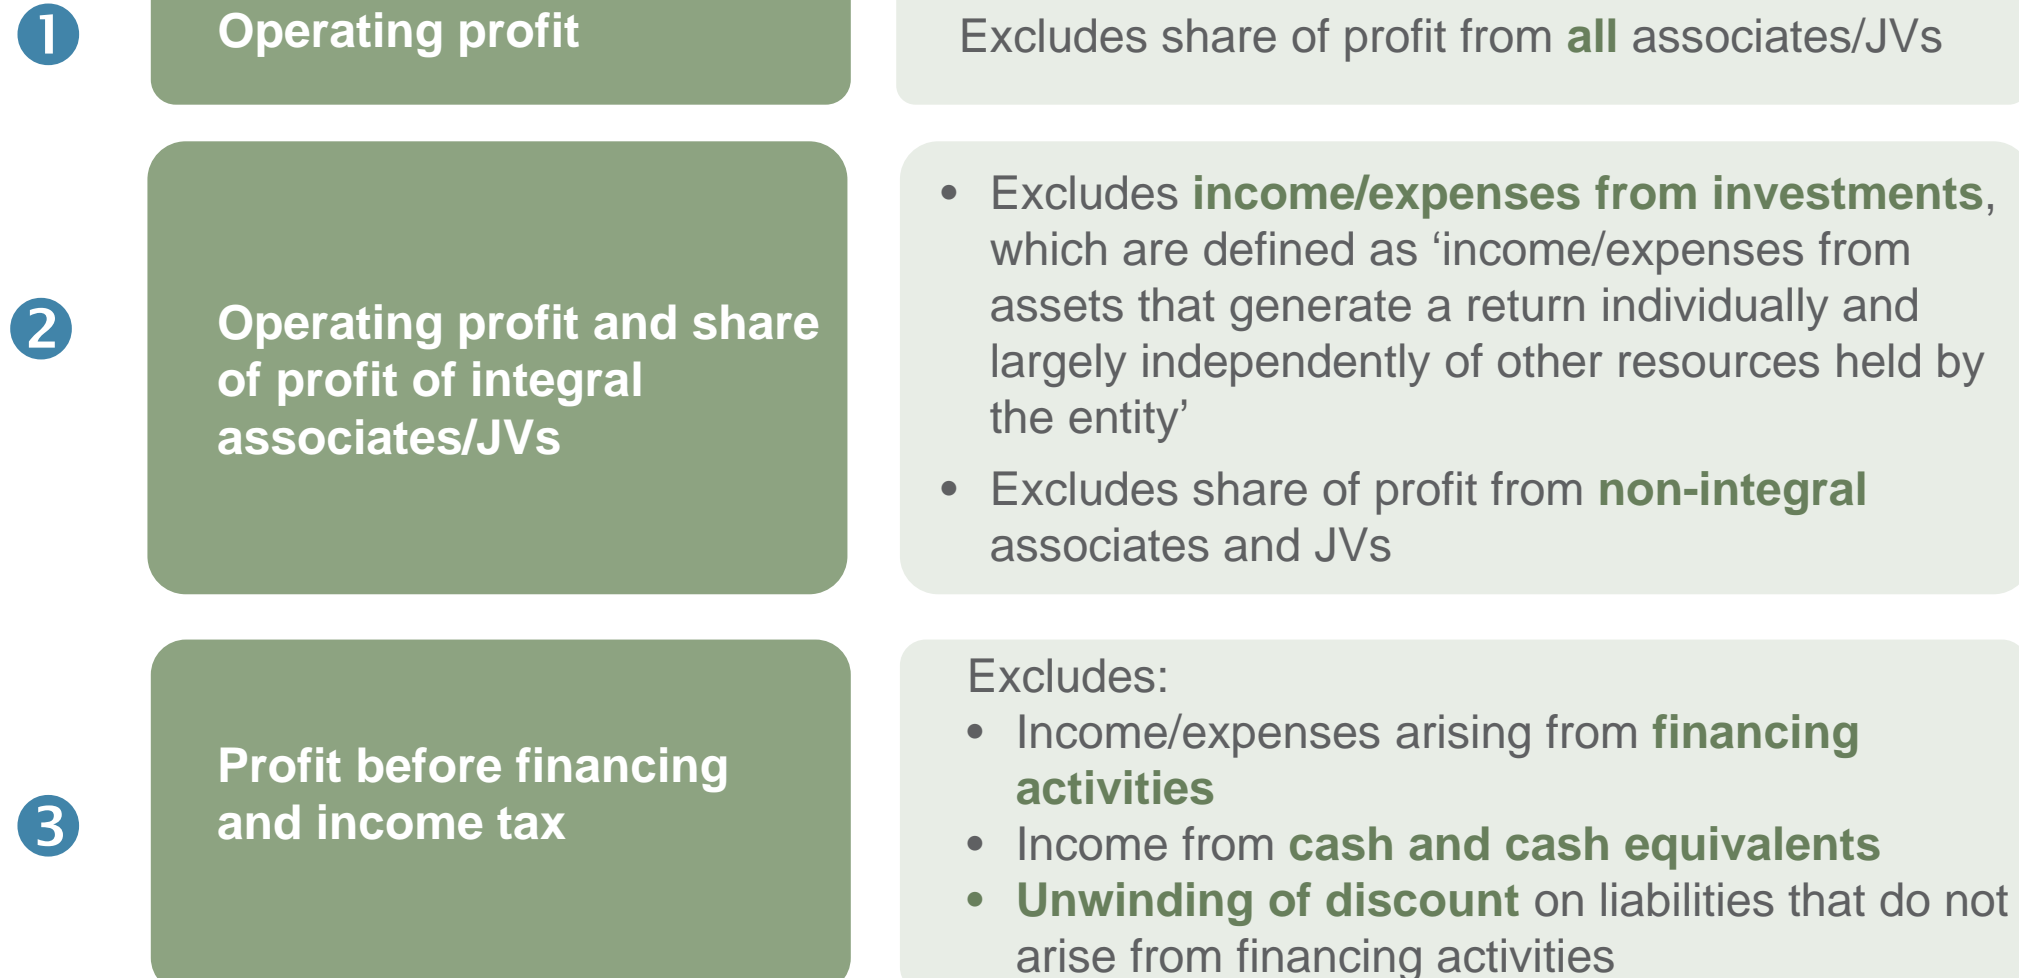 1
Operating profit
Excludes share of profit from all associates/JVs
2
Operating profit and share
of profit of integral
associates/JVs
• Excludes income/expenses from investments,
which are defined as ‘income/expenses from
assets that generate a return individually and
largely independently of other resources held by
the entity’
• Excludes share of profit from non-integral
associates and JVs
3
Profit before financing
and income tax
Excludes:
• Income/expenses arising from financing
activities
• Income from cash and cash equivalents
• Unwinding of discount on liabilities that do not
arise from financing activities